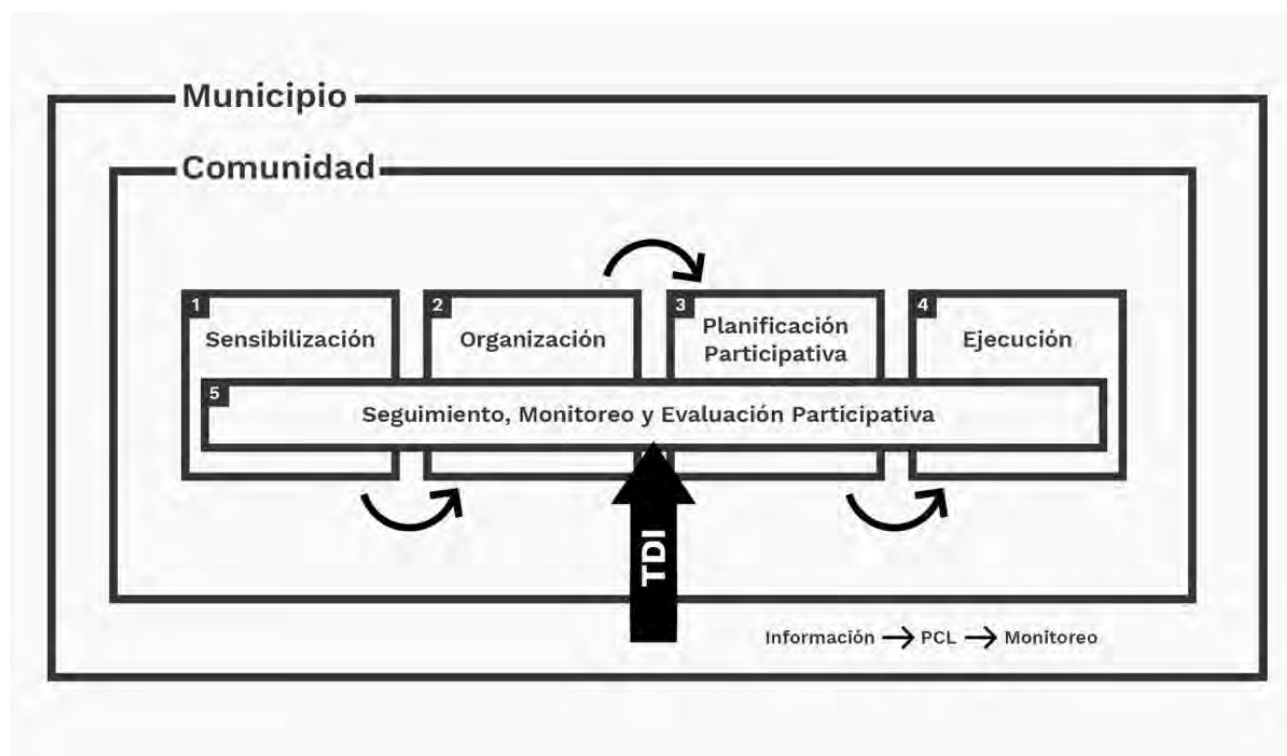 Municipio
Comunidad
1
Sensibilización
2
Organización
3
Planificación
Participativa
4
Ejecución
5
Seguimiento, Monitoreo y Evaluación Participativa
TDI
Información → PCL → Monitoreo